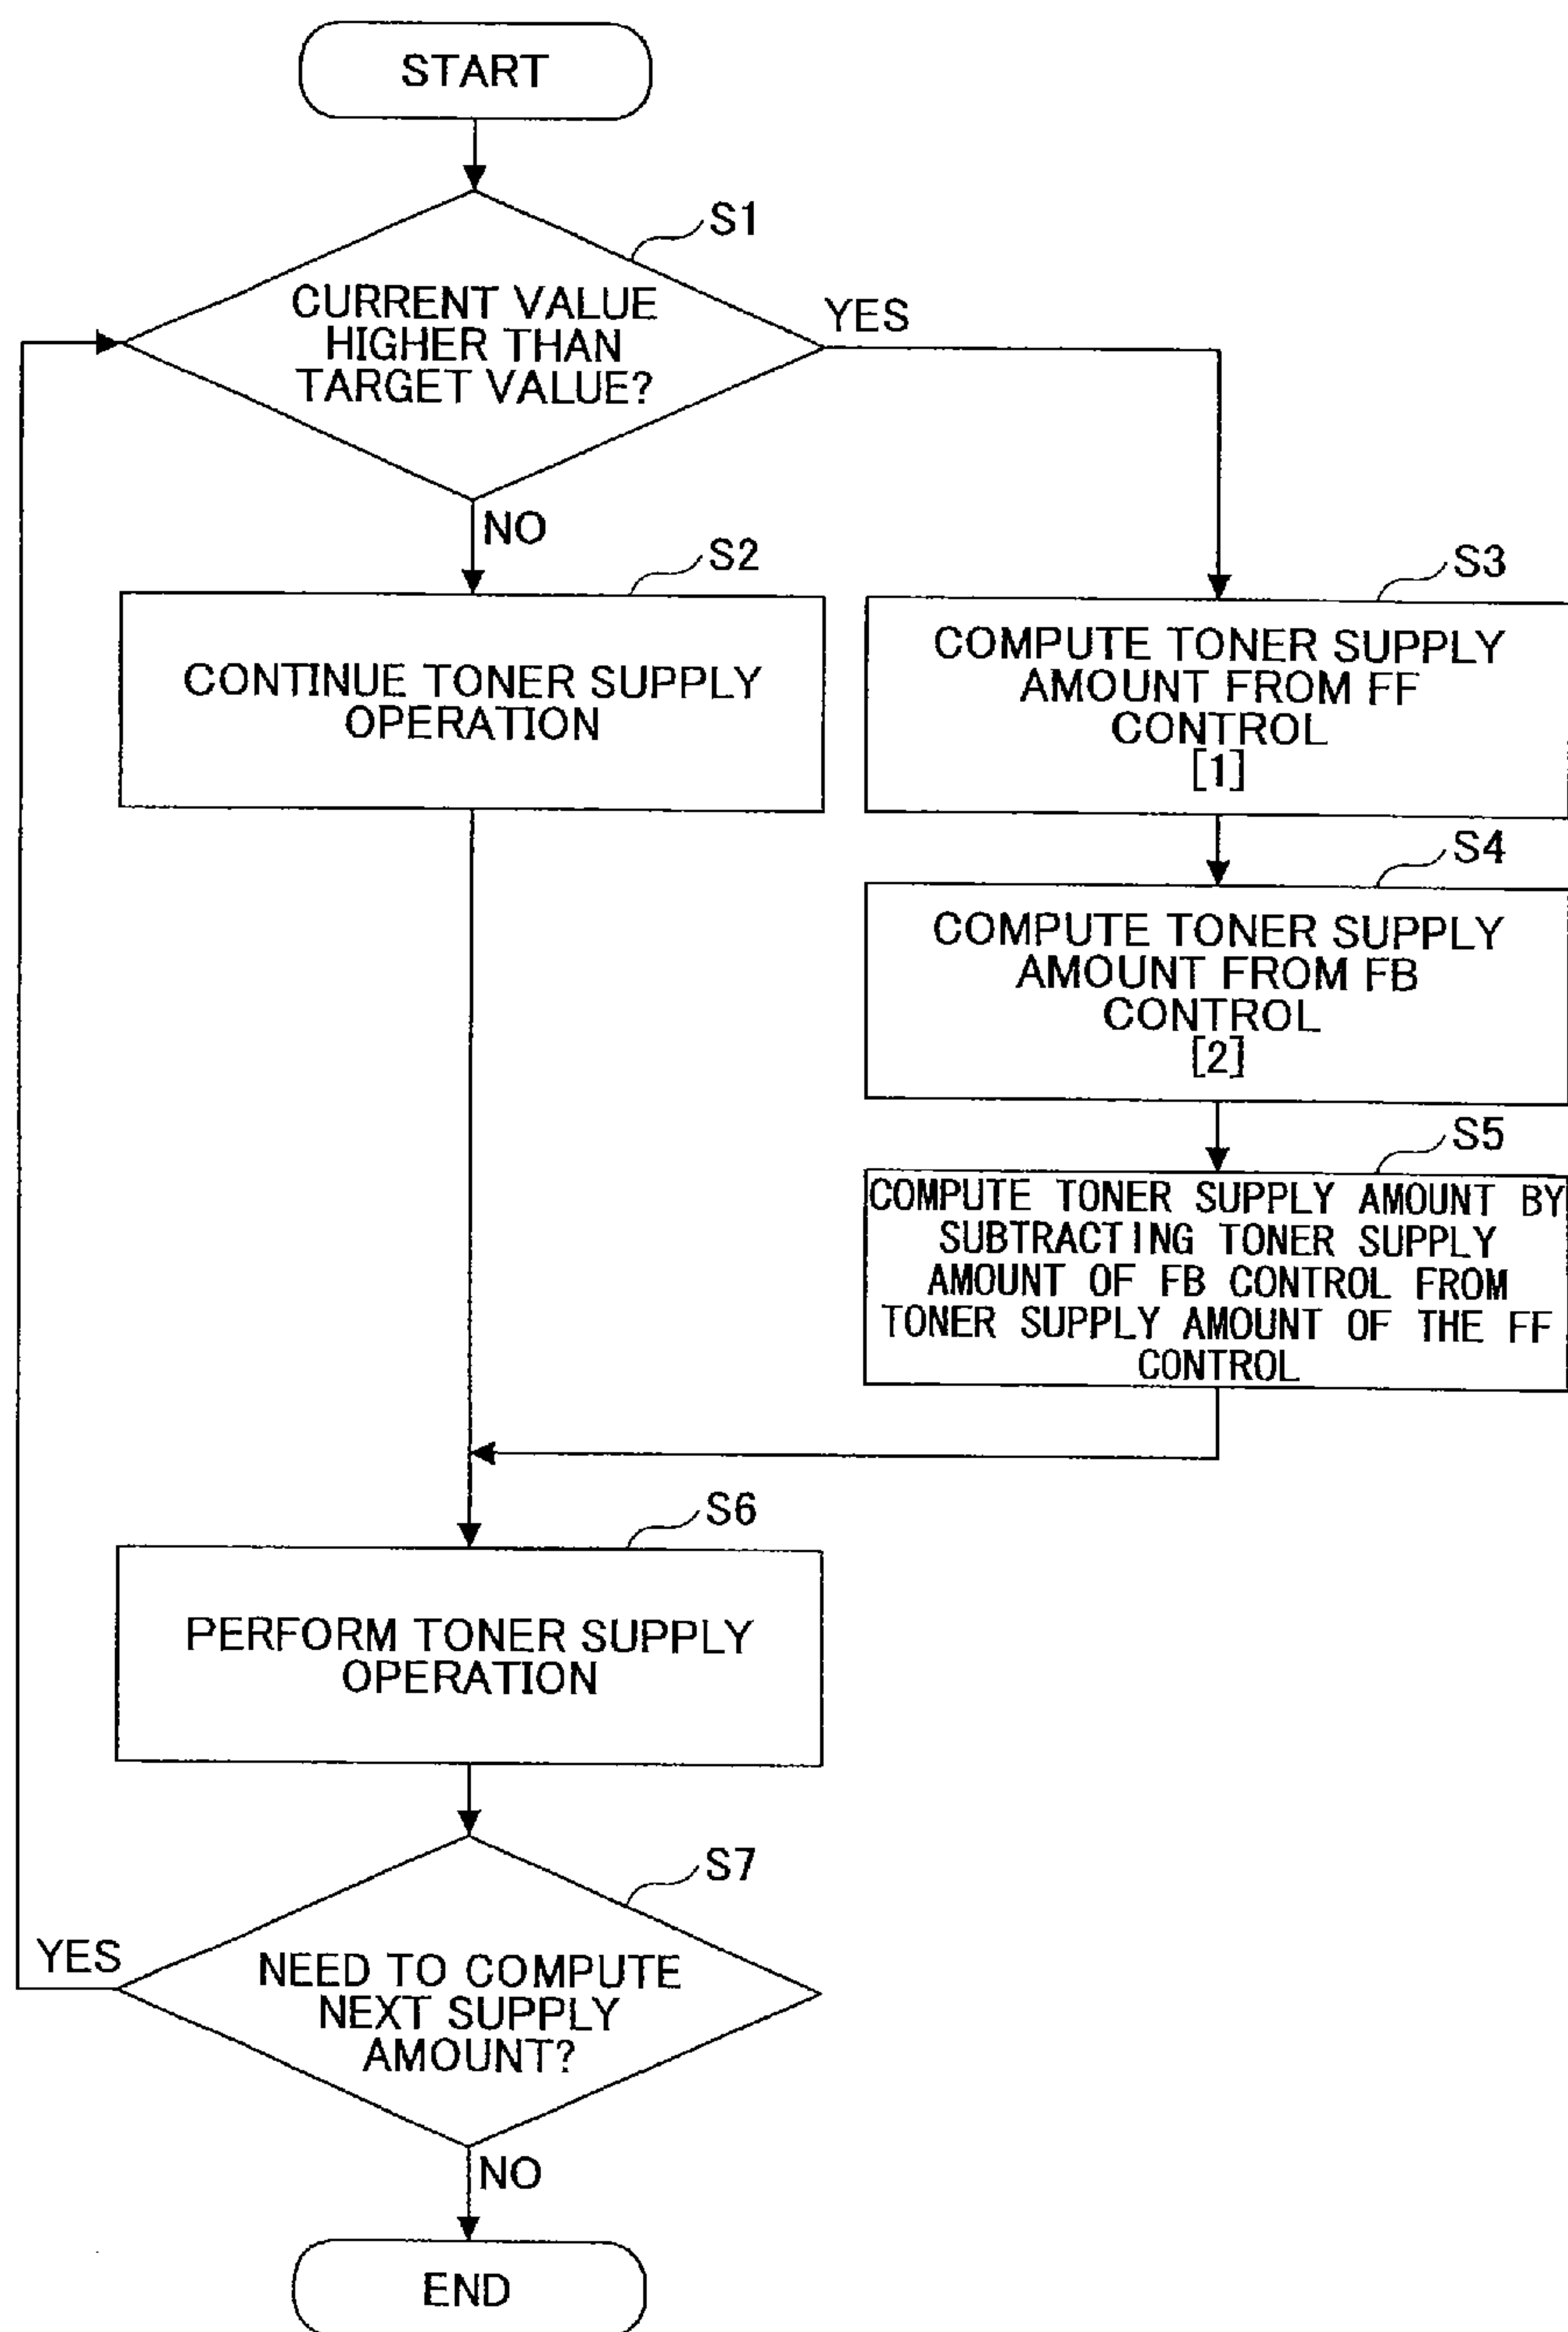 START
S1
CURRENT VALUE
HIGHER THAN
TARGET VALUE?
YES
NO
S2
CONTINUE TONER SUPPLY
OPERATION
S3
COMPUTE TONER SUPPLY
AMOUNT FROM FF
CONTROL
[1]
S4
COMPUTE TONER SUPPLY
AMOUNT FROM FB
CONTROL
[2]
S5
COMPUTE TONER SUPPLY AMOUNT BY
SUBTRACTING TONER SUPPLY
AMOUNT OF FB CONTROL FROM
TONER SUPPLY AMOUNT OF THE FF
CONTROL
S6
PERFORM TONER SUPPLY
OPERATION
S7
YES
NEED TO COMPUTE
NEXT SUPPLY
AMOUNT?
NO
END